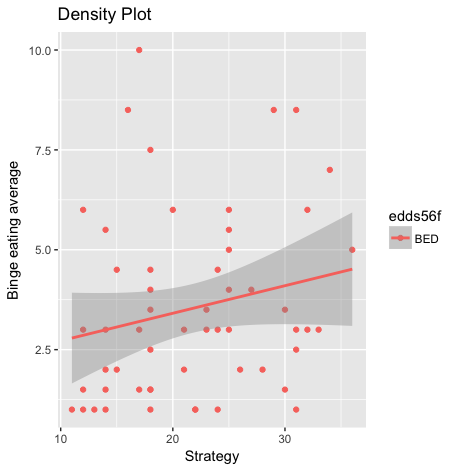 Density Plot
10.0
7.5
5.0
2.5
Binge eating average
10
20
30
Strategy
edds56f
BED